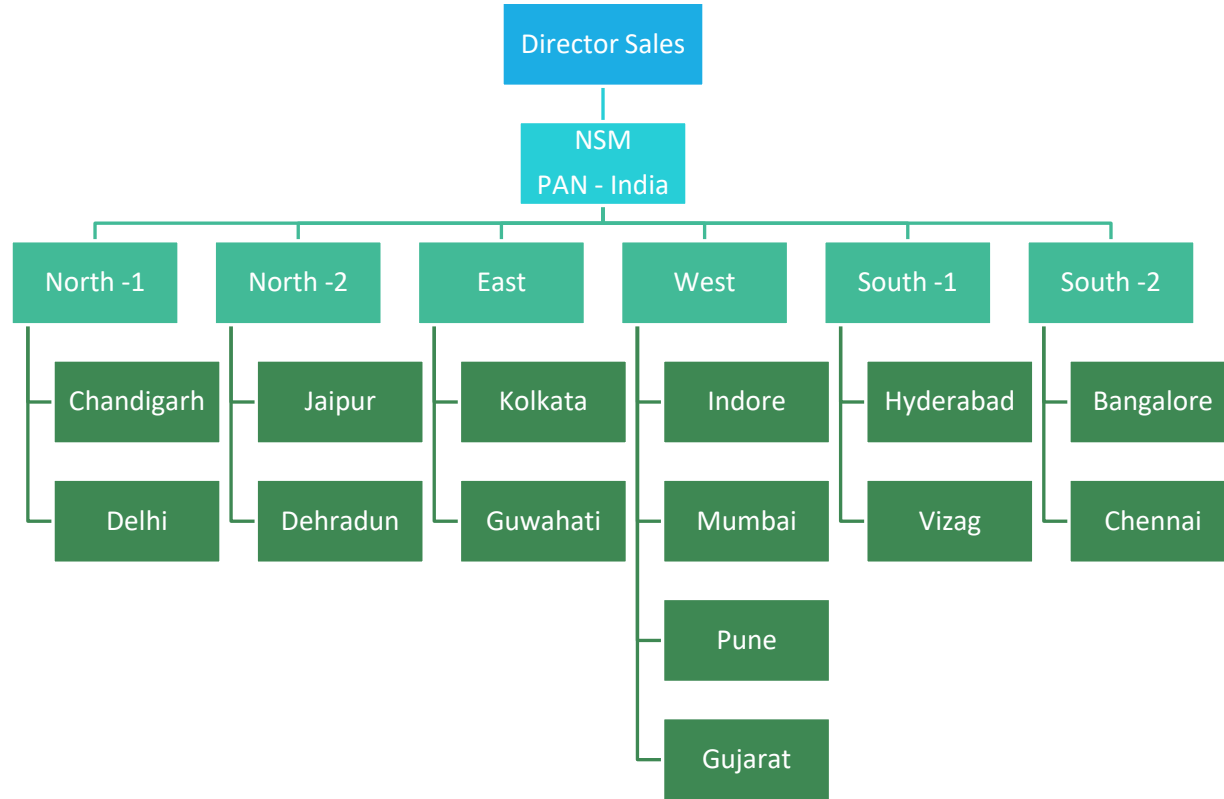 Director Sales
NSM
PAN - India
North -1
North -2
East
West
South -1
South -2
Chandigarh
Jaipur
Kolkata
Indore
Hyderabad
Bangalore
Delhi
Dehradun
Guwahati
Mumbai
Vizag
Chennai
Pune
Gujarat